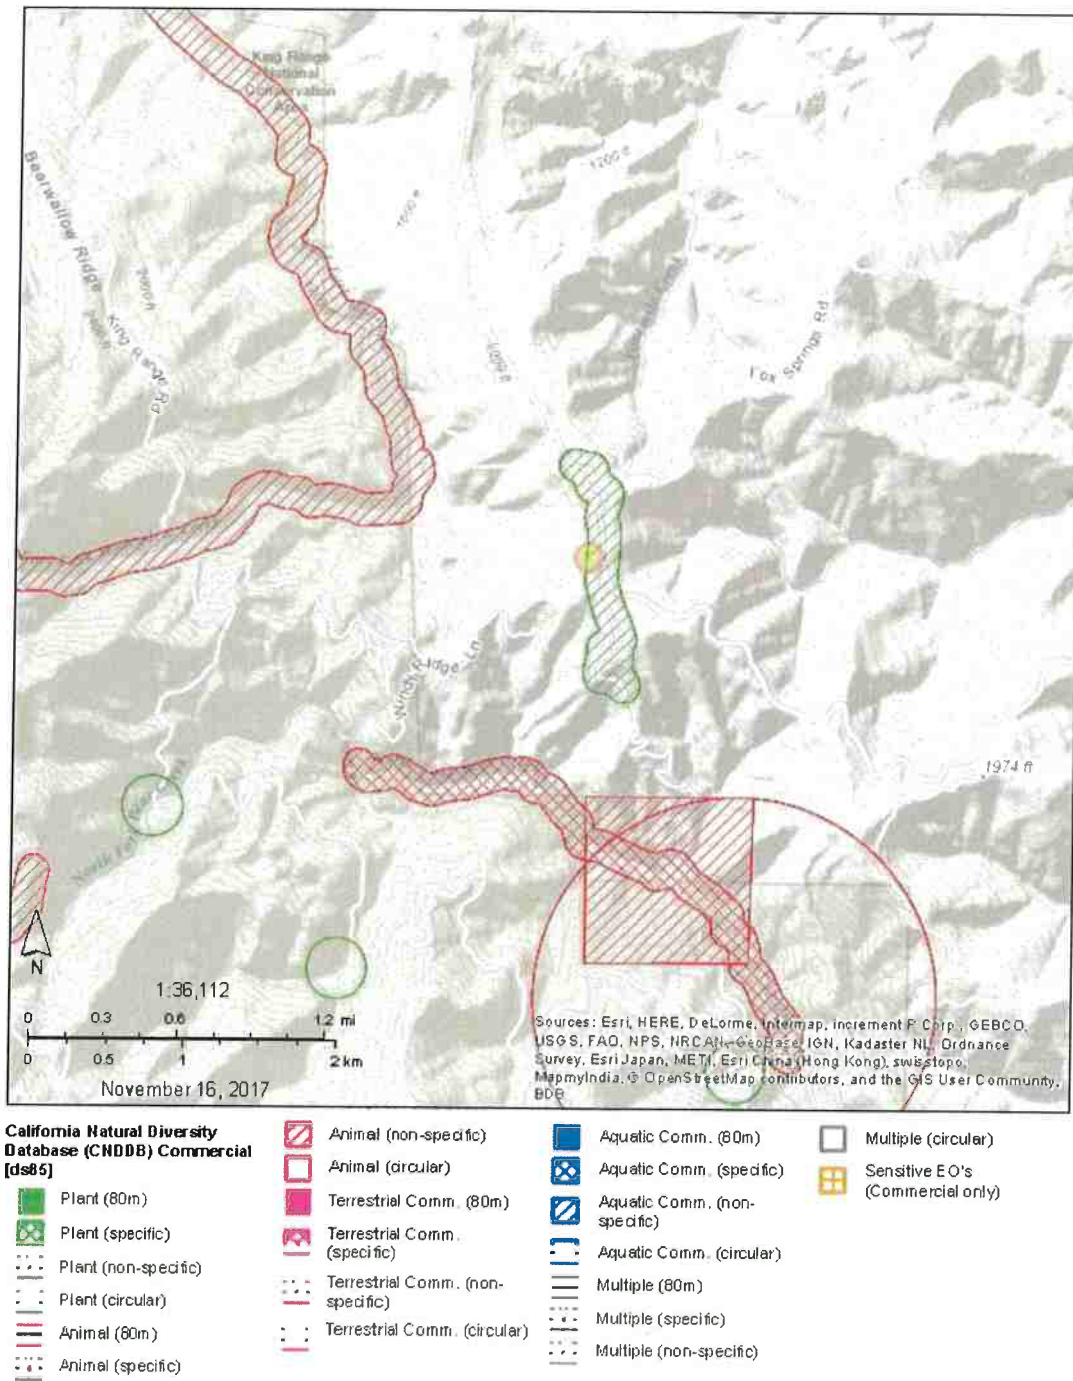 King Range
National
Conservation
Area
Bearwallow Ridge
King Range Rd
2000 ft
1600 ft
1200 ft
Fox Springs Rd
Windy Ridge Ln
1974 ft
N
1:36,112
0 0.3 0.6 1.2 mi
0 0.5 1 2 km
November 16, 2017
Sources: Esri, HERE, DeLorme, Intermap, increment P Corp., GEBCO,
USGS, FAO, NPS, NRCAN, GeoBase, IGN, Kadaster NL, Ordnance
Survey, Esri Japan, METI, Esri China (Hong Kong), swisstopo,
MapmyIndia, © OpenStreetMap contributors, and the GIS User Community,
BDB
California Natural Diversity
Database (CNDDB) Commercial
[ds85]
Plant (80m)
Plant (specific)
Plant (non-specific)
Plant (circular)
Animal (80m)
Animal (specific)
Animal (non-specific)
Animal (circular)
Terrestrial Comm. (80m)
Terrestrial Comm.
(specific)
Terrestrial Comm. (non-
specific)
Terrestrial Comm. (circular)
Aquatic Comm. (80m)
Aquatic Comm. (specific)
Aquatic Comm. (non-
specific)
Aquatic Comm. (circular)
Multiple (80m)
Multiple (specific)
Multiple (non-specific)
Multiple (circular)
Sensitive EO's
(Commercial only)